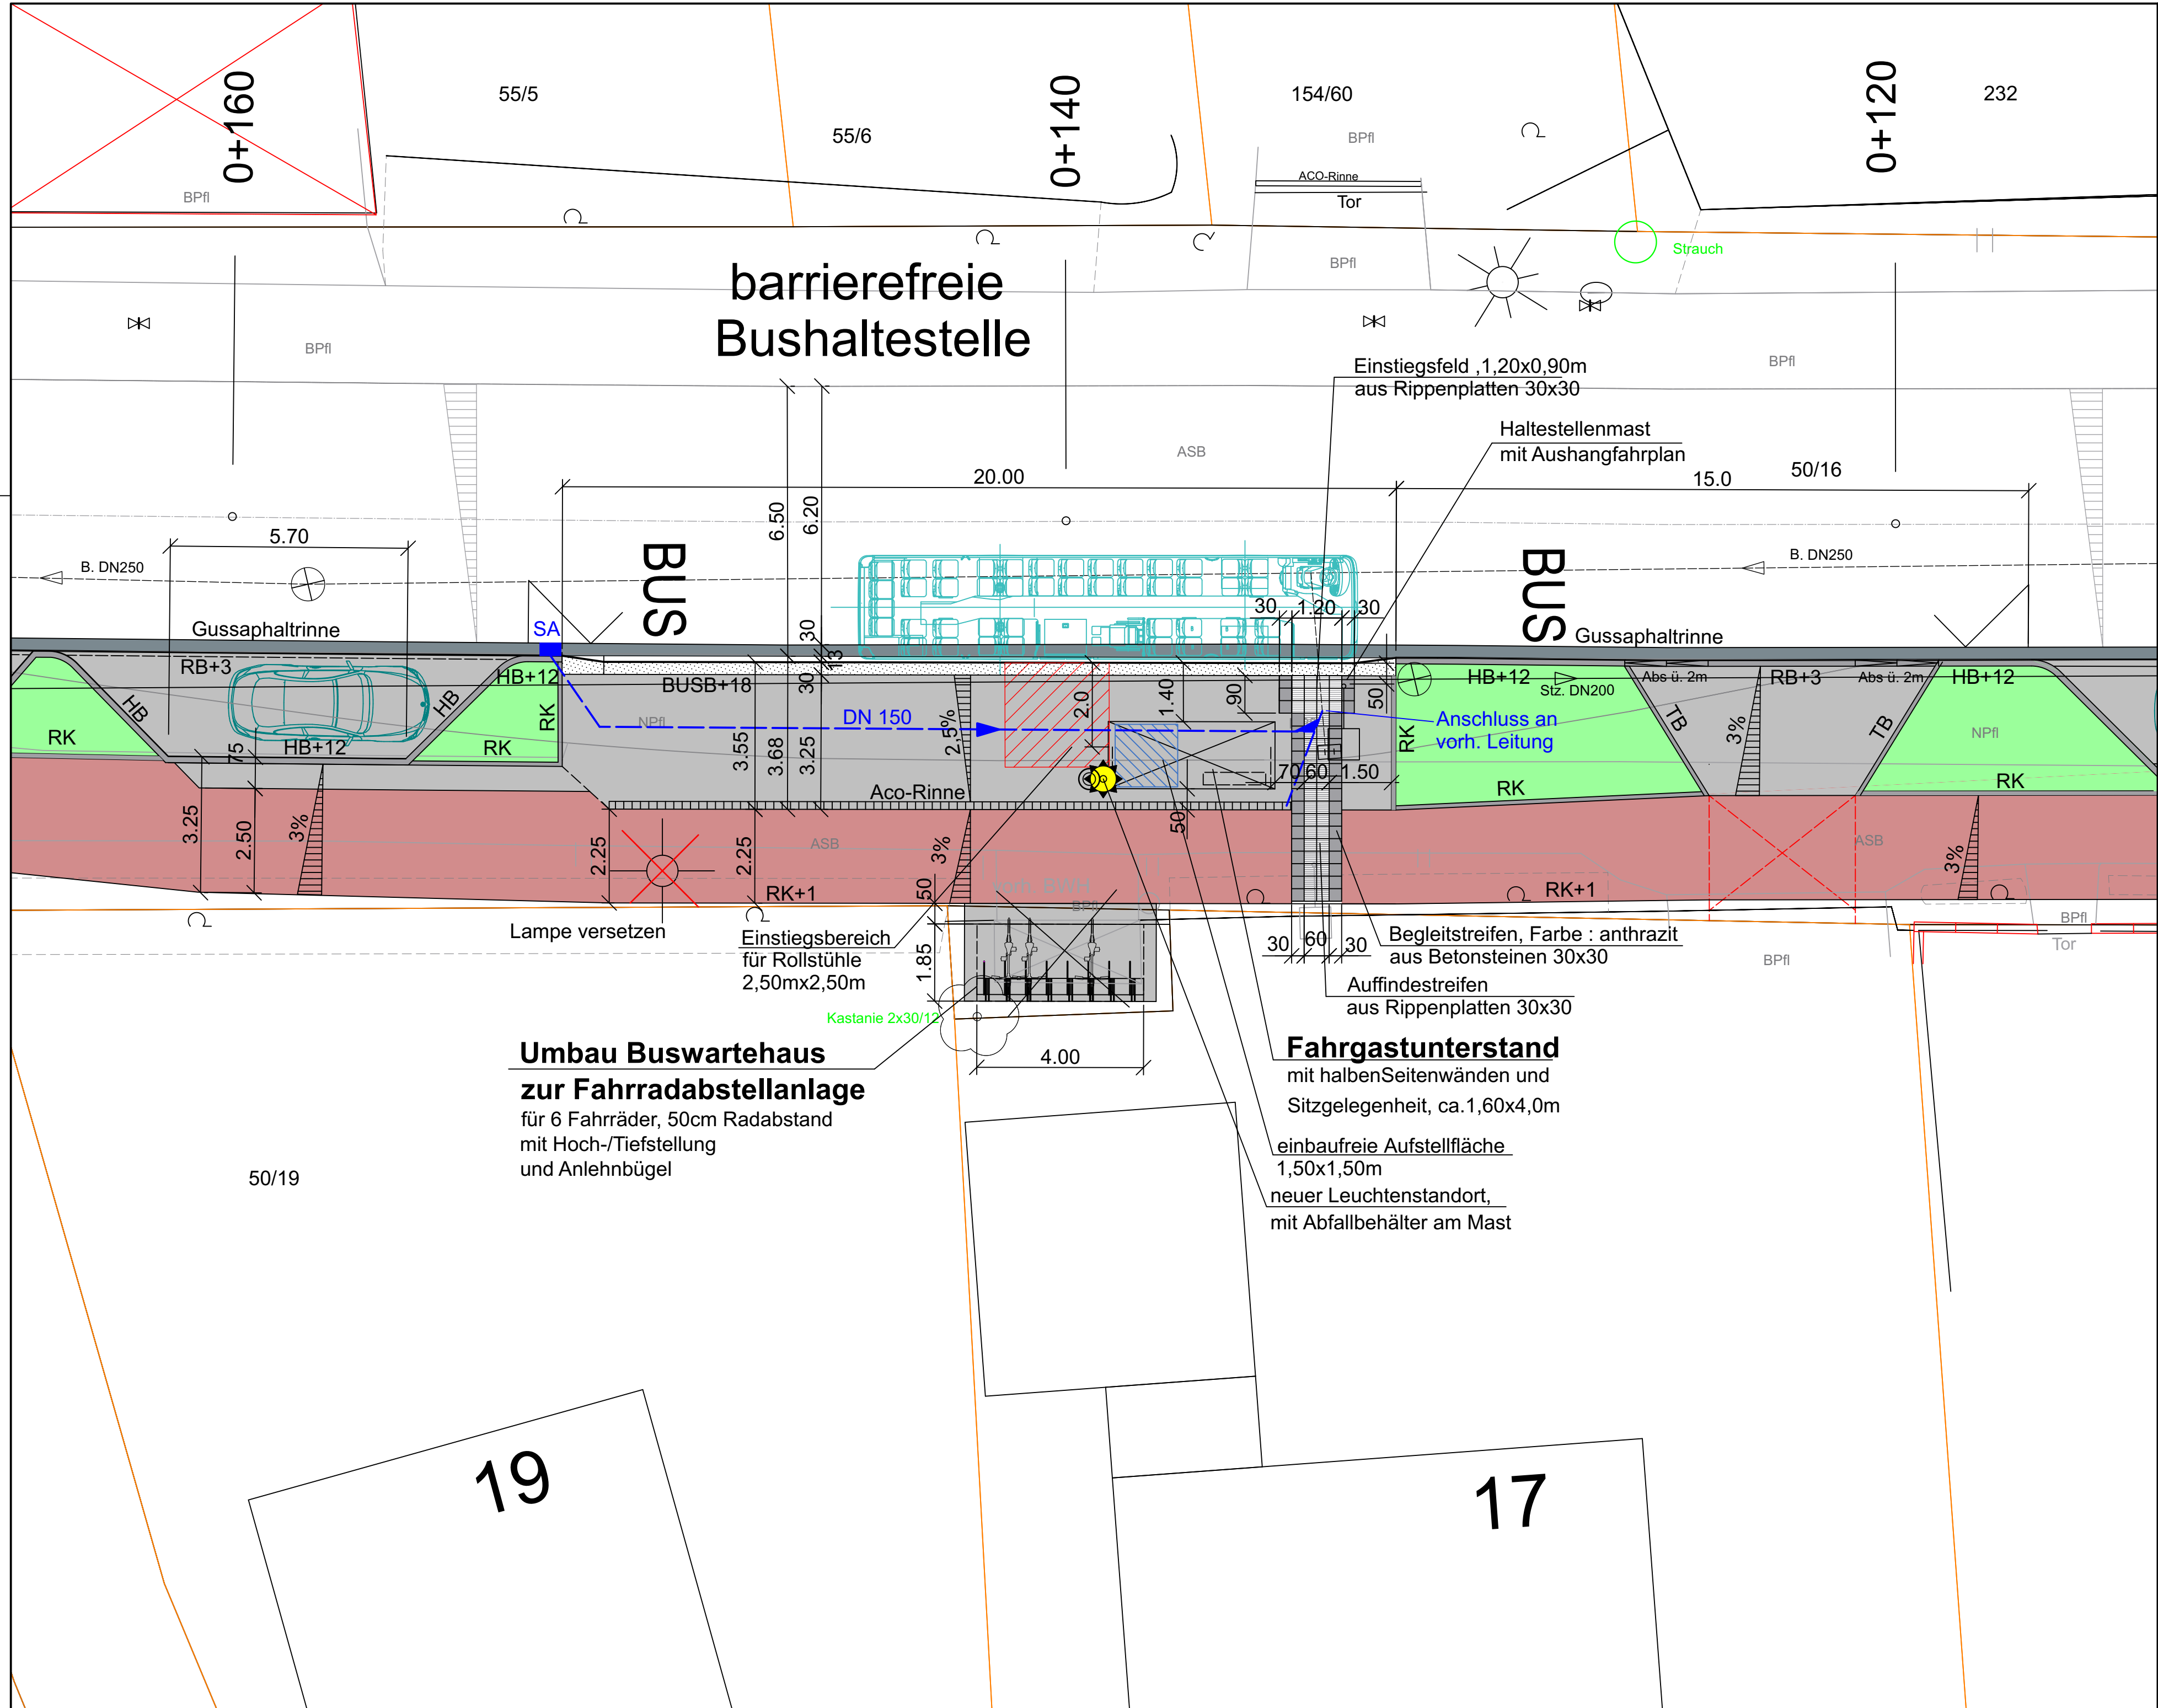 0+160
55/5
55/6
0+140
154/60
0+120
232
BPfl
BPfl
ACO-Rinne
Tor
BPfl
Strauch
barrierefreie
Bushaltestelle
BPfl
BPfl
Einstiegsfeld ,1,20x0,90m
aus Rippenplatten 30x30
Haltestellenmast
mit Aushangfahrplan
ASB
20.00
15.0
50/16
6.50
6.20
5.70
B. DN250
B. DN250
BUS
BUS
30
1.20
30
Gussaphaltrinne
SA
Gussaphaltrinne
30
13
RB+3
HB+12
BUSB+18
30
HB+12
Abs ü. 2m
RB+3
Abs ü. 2m
HB+12
Stz. DN200
HB
HB
RK
NPfl
DN 150
2,5%
2.0
1.40
90
50
Anschluss an
vorh. Leitung
RK
TB
3%
TB
NPfl
RK
RK
HB+12
75
3.55
3.68
3.25
70
60
1.50
RK
RK
Aco-Rinne
3.25
2.50
3%
2.25
2.25
ASB
3%
50
ASB
3%
RK+1
RK+1
50
BPfl
BPfl
Tor
BPfl
Lampe versetzen
Einstiegsbereich
für Rollstühle
2,50mx2,50m
1.85
30
60
30
Begleitstreifen, Farbe : anthrazit
aus Betonsteinen 30x30
Auffindestreifen
aus Rippenplatten 30x30
Kastanie 2x30/12
4.00
Umbau Buswartehaus
zur Fahrradabstellanlage
für 6 Fahrräder, 50cm Radabstand
mit Hoch-/Tiefstellung
und Anlehnbügel
Fahrgastunterstand
mit halbenSeitenwänden und
Sitzgelegenheit, ca.1,60x4,0m
einbaufreie Aufstellfläche
1,50x1,50m
neuer Leuchtenstandort,
mit Abfallbehälter am Mast
50/19
19
17